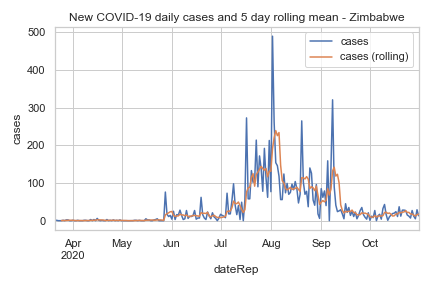 New COVID-19 daily cases and 5 day rolling mean - Zimbabwe
cases
cases (rolling)
500
400
300
200
100
0
cases
Apr
2020
May
Jun
Jul
Aug
Sep
Oct
dateRep